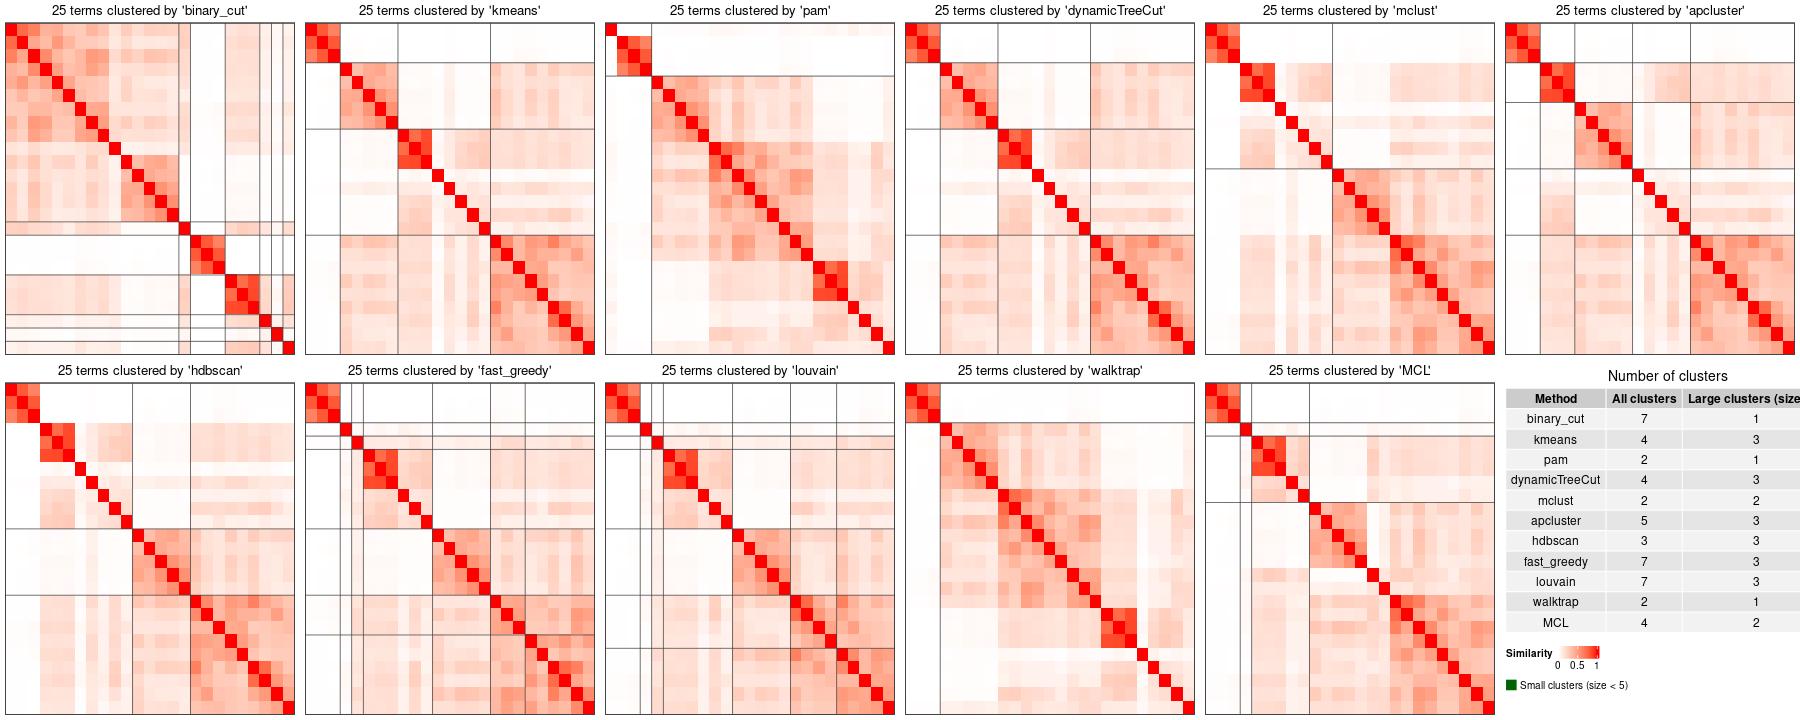 25 terms clustered by 'binary_cut'
25 terms clustered by 'kmeans'
25 terms clustered by 'pam'
25 terms clustered by 'dynamicTreeCut'
25 terms clustered by 'mclust'
25 terms clustered by 'apcluster'
25 terms clustered by 'hdbscan'
25 terms clustered by 'fast_greedy'
25 terms clustered by 'louvain'
25 terms clustered by 'walktrap'
25 terms clustered by 'MCL'
Number of clusters
Method All clusters Large clusters (size
binary_cut 7 1
kmeans 4 3
pam 2 1
dynamicTreeCut 4 3
mclust 2 2
apcluster 5 3
hdbscan 3 3
fast_greedy 7 3
louvain 7 3
walktrap 2 1
MCL 4 2
Similarity
0 0.5 1
Small clusters (size < 5)